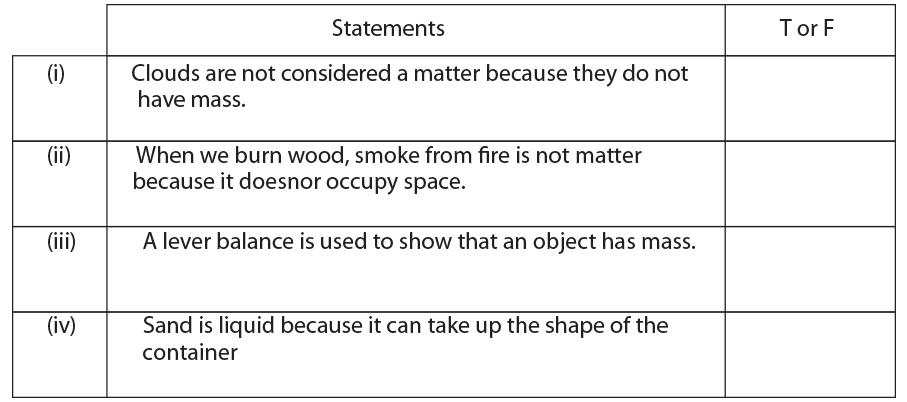 Statements T or F
(i) Clouds are not considered a matter because they do not
have mass.
(ii) When we burn wood, smoke from fire is not matter
because it doesnor occupy space.
(iii) A lever balance is used to show that an object has mass.
(iv) Sand is liquid because it can take up the shape of the
container